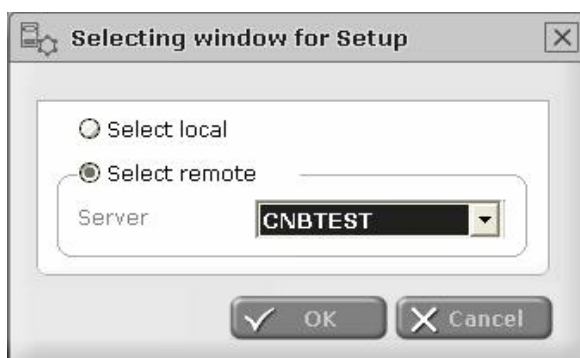 Selecting window for Setup
Select local
Select remote
Server CNBTEST
OK Cancel